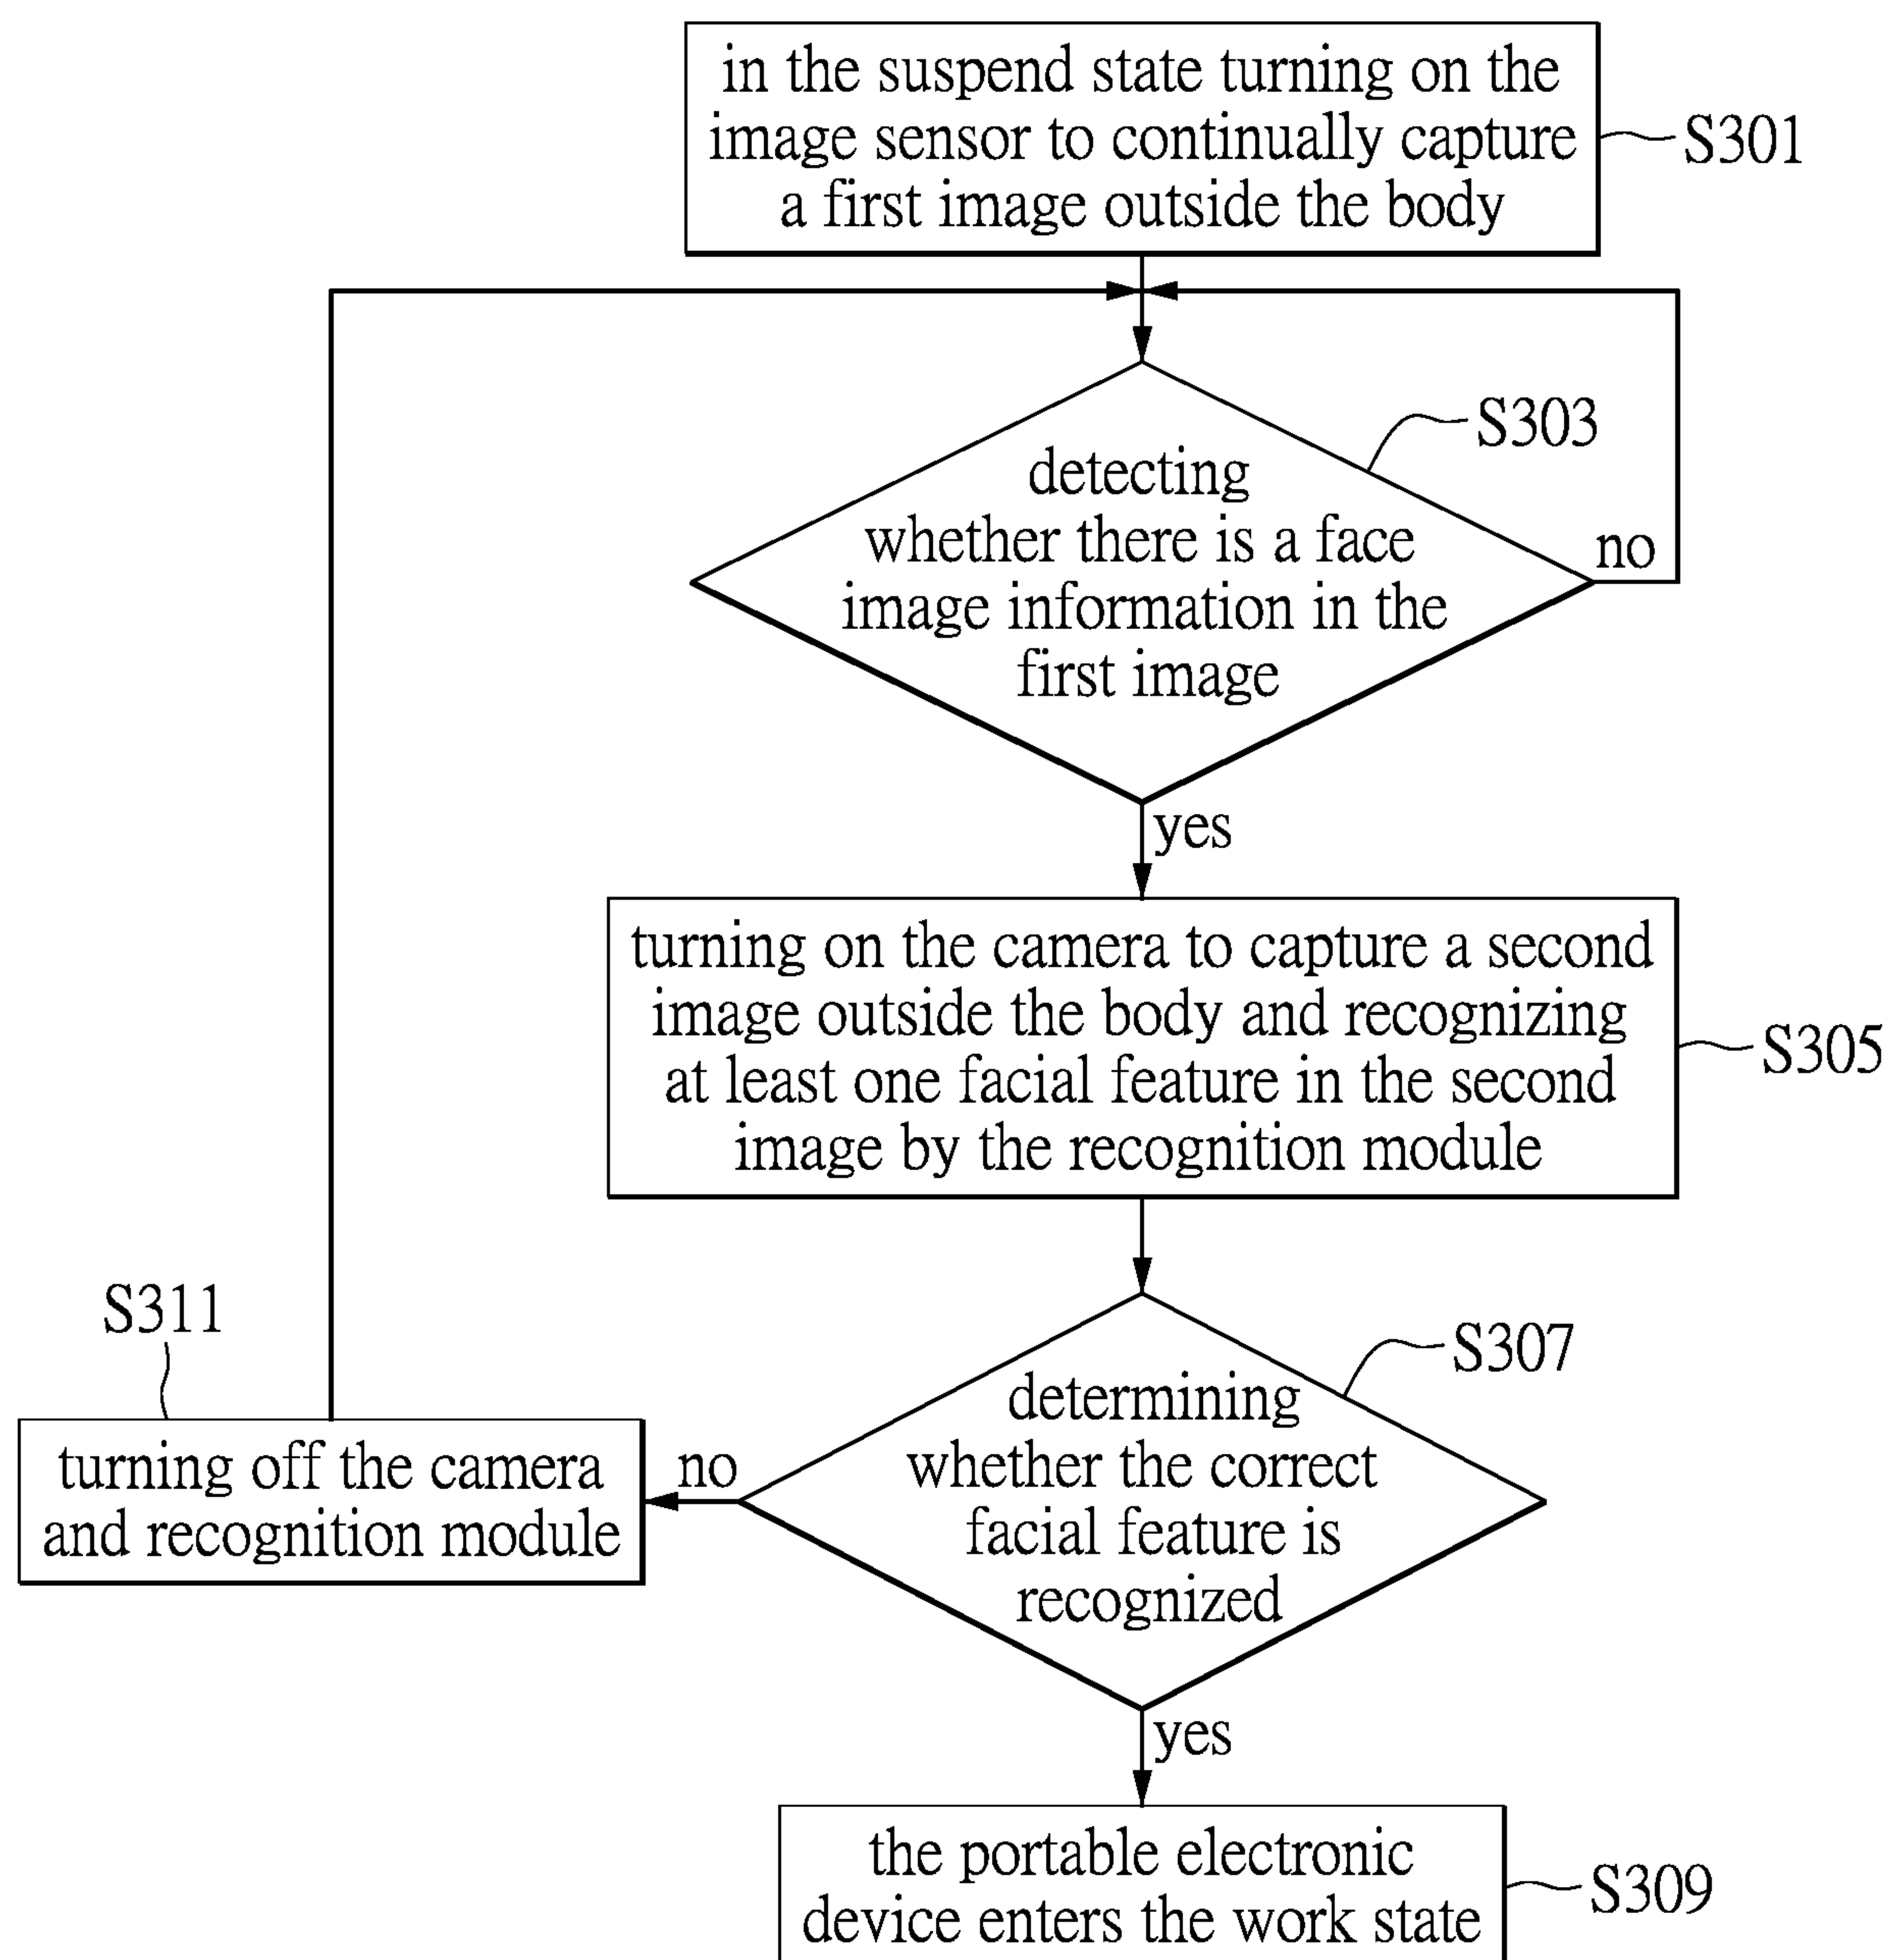 in the suspend state turning on the
image sensor to continually capture
a first image outside the body
S301
S303
detecting
whether there is a face
image information in the
first image
no
yes
turning on the camera to capture a second
image outside the body and recognizing
at least one facial feature in the second
image by the recognition module
S305
S311
turning off the camera
and recognition module
no
S307
determining
whether the correct
facial feature is
recognized
yes
the portable electronic
device enters the work state
S309